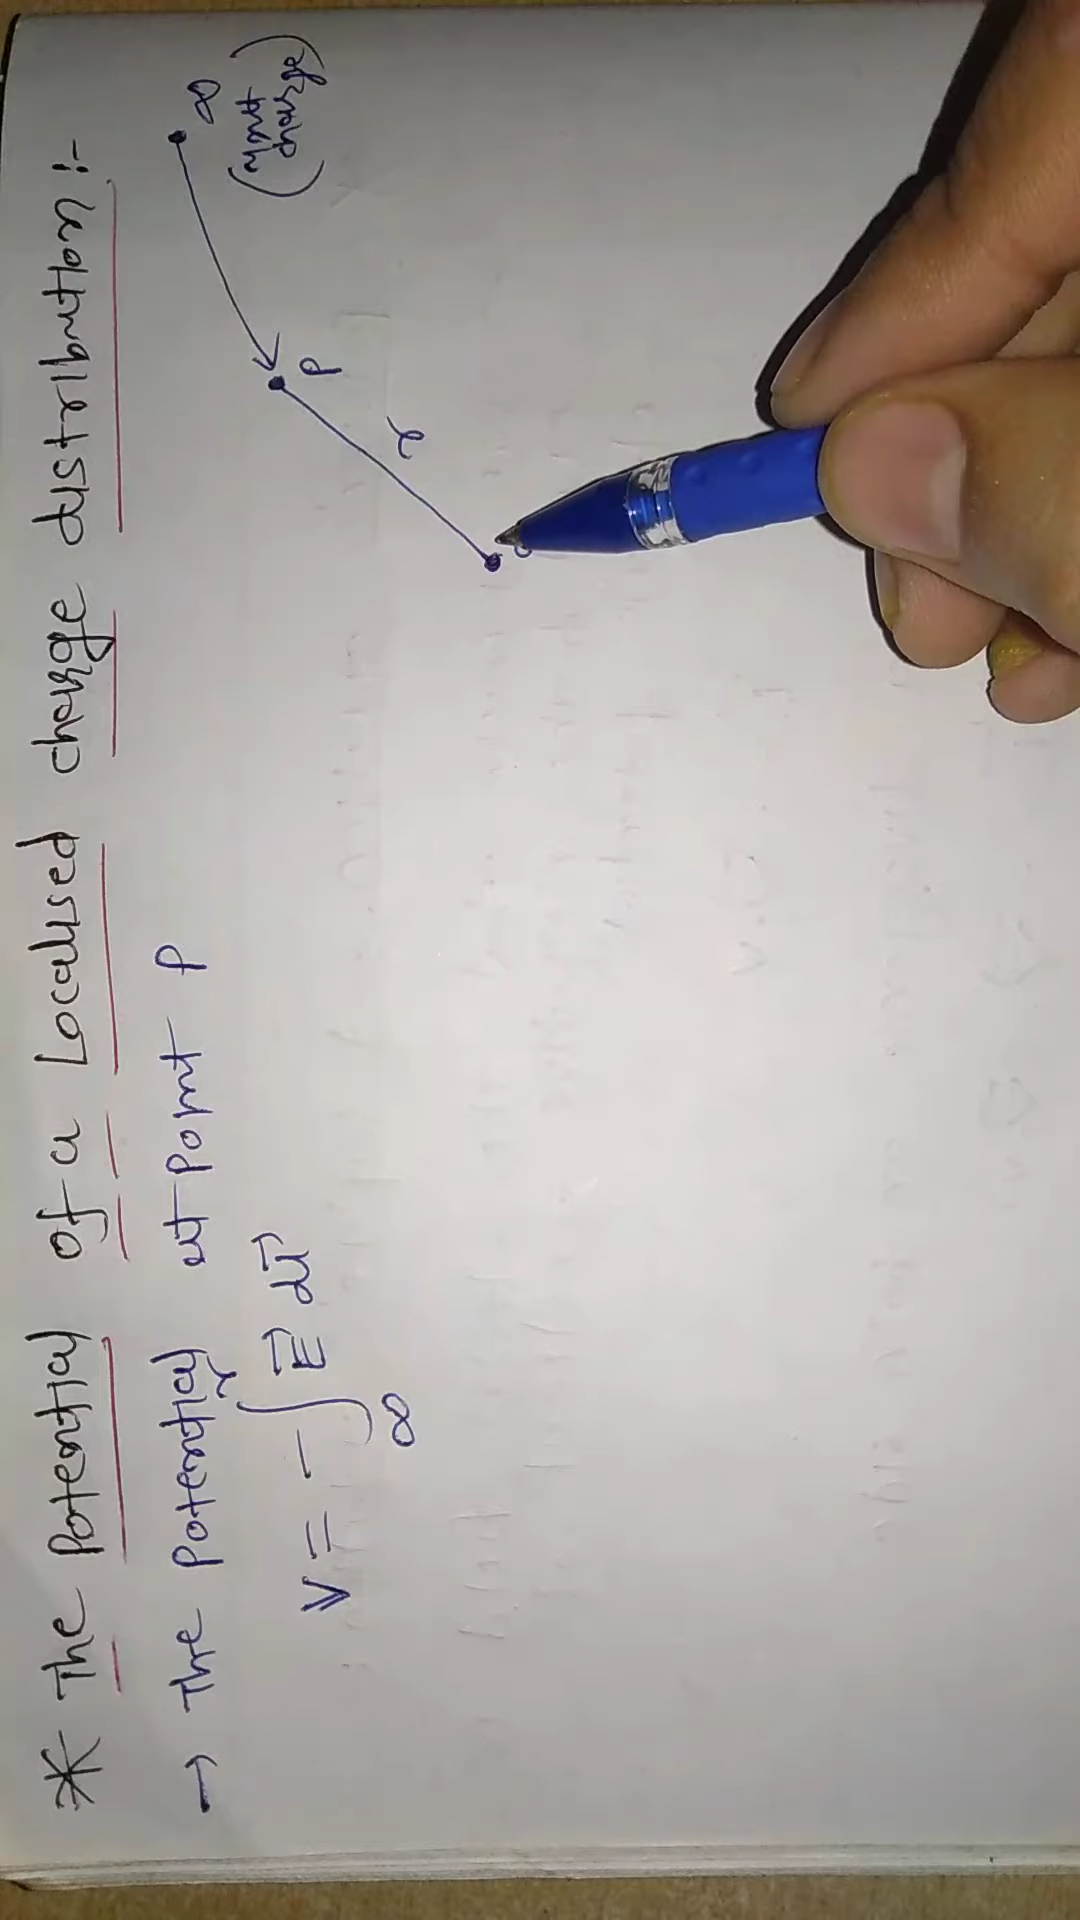 * The Potential of a Localised charge distribution :-
→ The Potential at Point P
V = - ∫ E⃗ dl⃗
r
∞
∞
(unit charge)
P
r